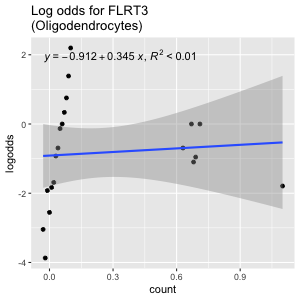 Log odds for FLRT3
(Oligodendrocytes)
y = −0.912 + 0.345 x, R² < 0.01
2
0
-2
-4
logodds
0.0 0.3 0.6 0.9
count